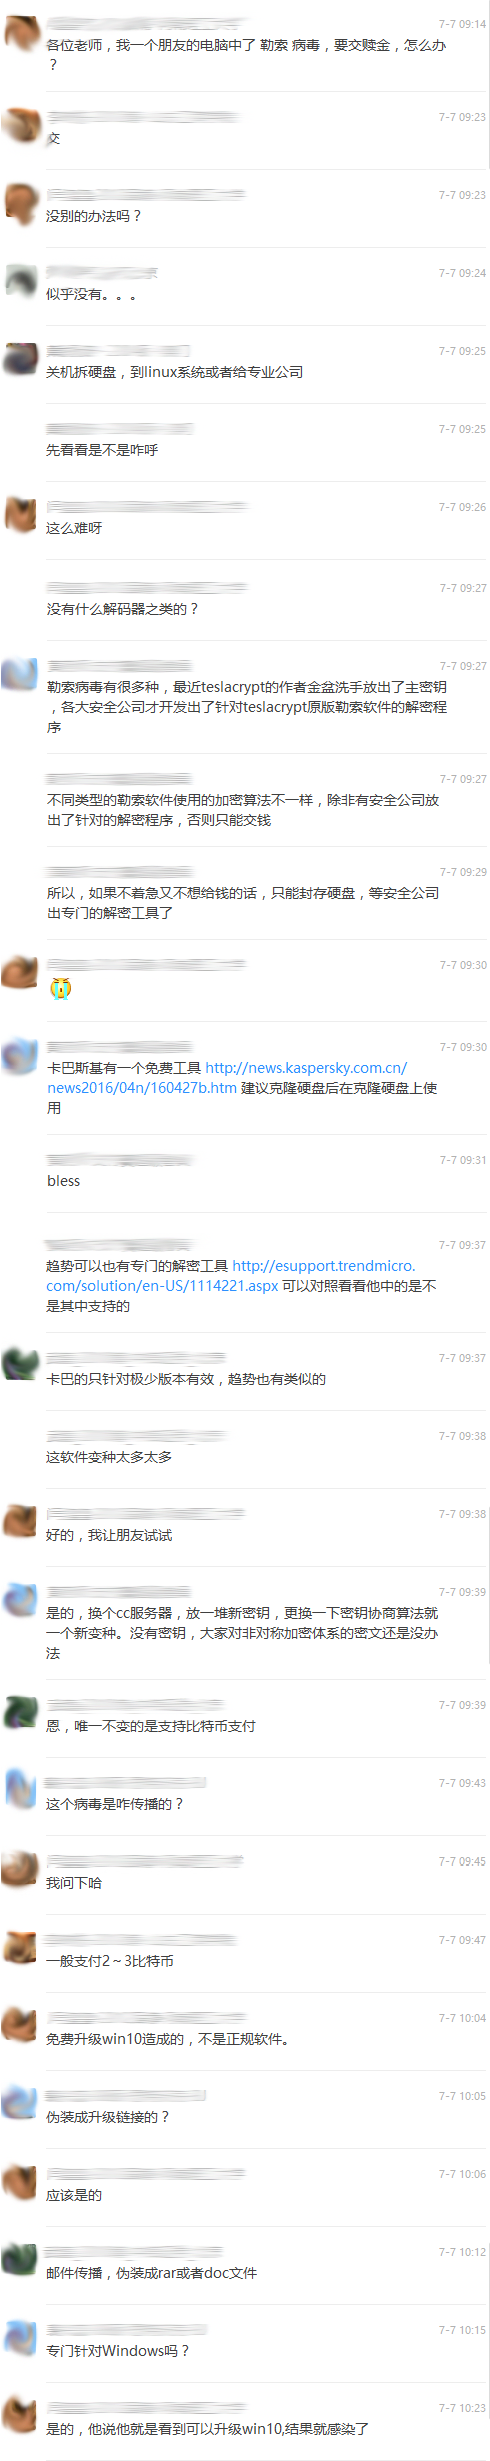 7-7 09:14
各位老师，我一个朋友的电脑中了 勒索 病毒，要交赎金，怎么办
？
7-7 09:23
交
7-7 09:23
没别的办法吗？
7-7 09:24
似乎没有。。。
7-7 09:25
关机拆硬盘，到linux系统或者给专业公司
7-7 09:25
先看看是不是咋呼
7-7 09:26
这么难呀
7-7 09:27
没有什么解码器之类的？
7-7 09:27
勒索病毒有很多种，最近teslacrypt的作者金盆洗手放出了主密钥
，各大安全公司才开发出了针对teslacrypt原版勒索软件的解密程
序
7-7 09:27
不同类型的勒索软件使用的加密算法不一样，除非有安全公司放
出了针对的解密程序，否则只能交钱
7-7 09:29
所以，如果不着急又不想给钱的话，只能封存硬盘，等安全公司
出专门的解密工具了
7-7 09:30
7-7 09:30
卡巴斯基有一个免费工具 http://news.kaspersky.com.cn/
news2016/04n/160427b.htm 建议克隆硬盘后在克隆硬盘上使
用
7-7 09:31
bless
7-7 09:37
趋势可以也有专门的解密工具 http://esupport.trendmicro.
com/solution/en-US/1114221.aspx 可以对照看看他中的是不
是其中支持的
7-7 09:37
卡巴的只针对极少版本有效，趋势也有类似的
7-7 09:38
这软件变种太多太多
7-7 09:38
好的，我让朋友试试
7-7 09:39
是的，换个cc服务器，放一堆新密钥，更换一下密钥协商算法就
一个新变种。没有密钥，大家对非对称加密体系的密文还是没办
法
7-7 09:39
恩，唯一不变的是支持比特币支付
7-7 09:43
这个病毒是咋传播的？
7-7 09:45
我问下哈
7-7 09:47
一般支付2～3比特币
7-7 10:04
免费升级win10造成的，不是正规软件。
7-7 10:05
伪装成升级链接的？
7-7 10:06
应该是的
7-7 10:12
邮件传播，伪装成rar或者doc文件
7-7 10:15
专门针对Windows吗？
7-7 10:23
是的，他说他就是看到可以升级win10,结果就感染了